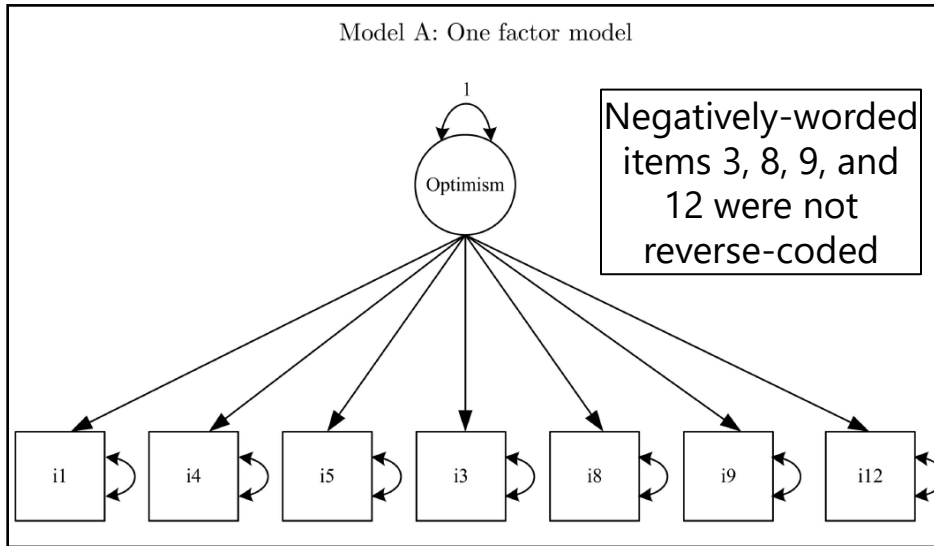 Model A: One factor model
1
Negatively-worded
items 3, 8, 9, and
12 were not
reverse-coded
Optimism
i1 i4 i5 i3 i8 i9 i12